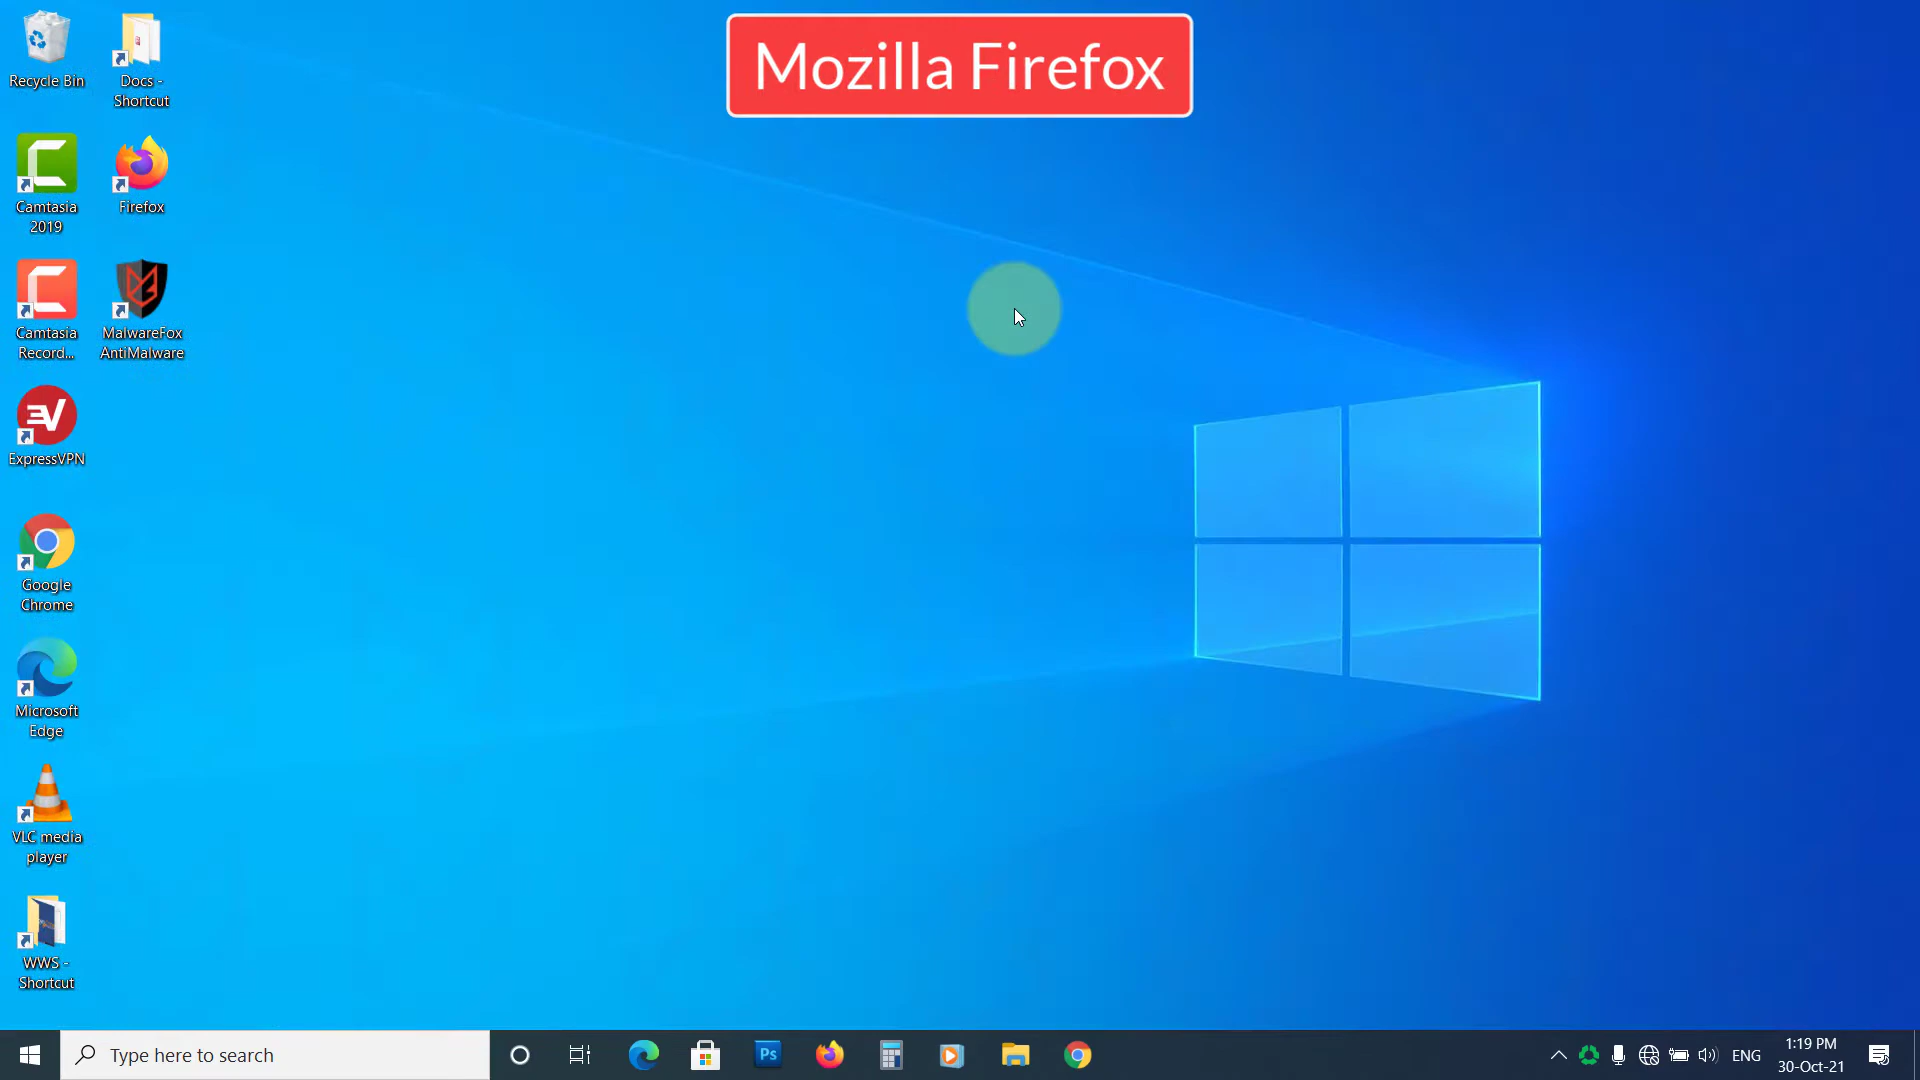 Mozilla Firefox
Recycle Bin
Docs -
Shortcut
Camtasia
2019
Firefox
Camtasia
Record...
MalwareFox
AntiMalware
ExpressVPN
Google
Chrome
Microsoft
Edge
VLC media
player
WWS -
Shortcut
Type here to search
Ps
ENG
1:19 PM
30-Oct-21